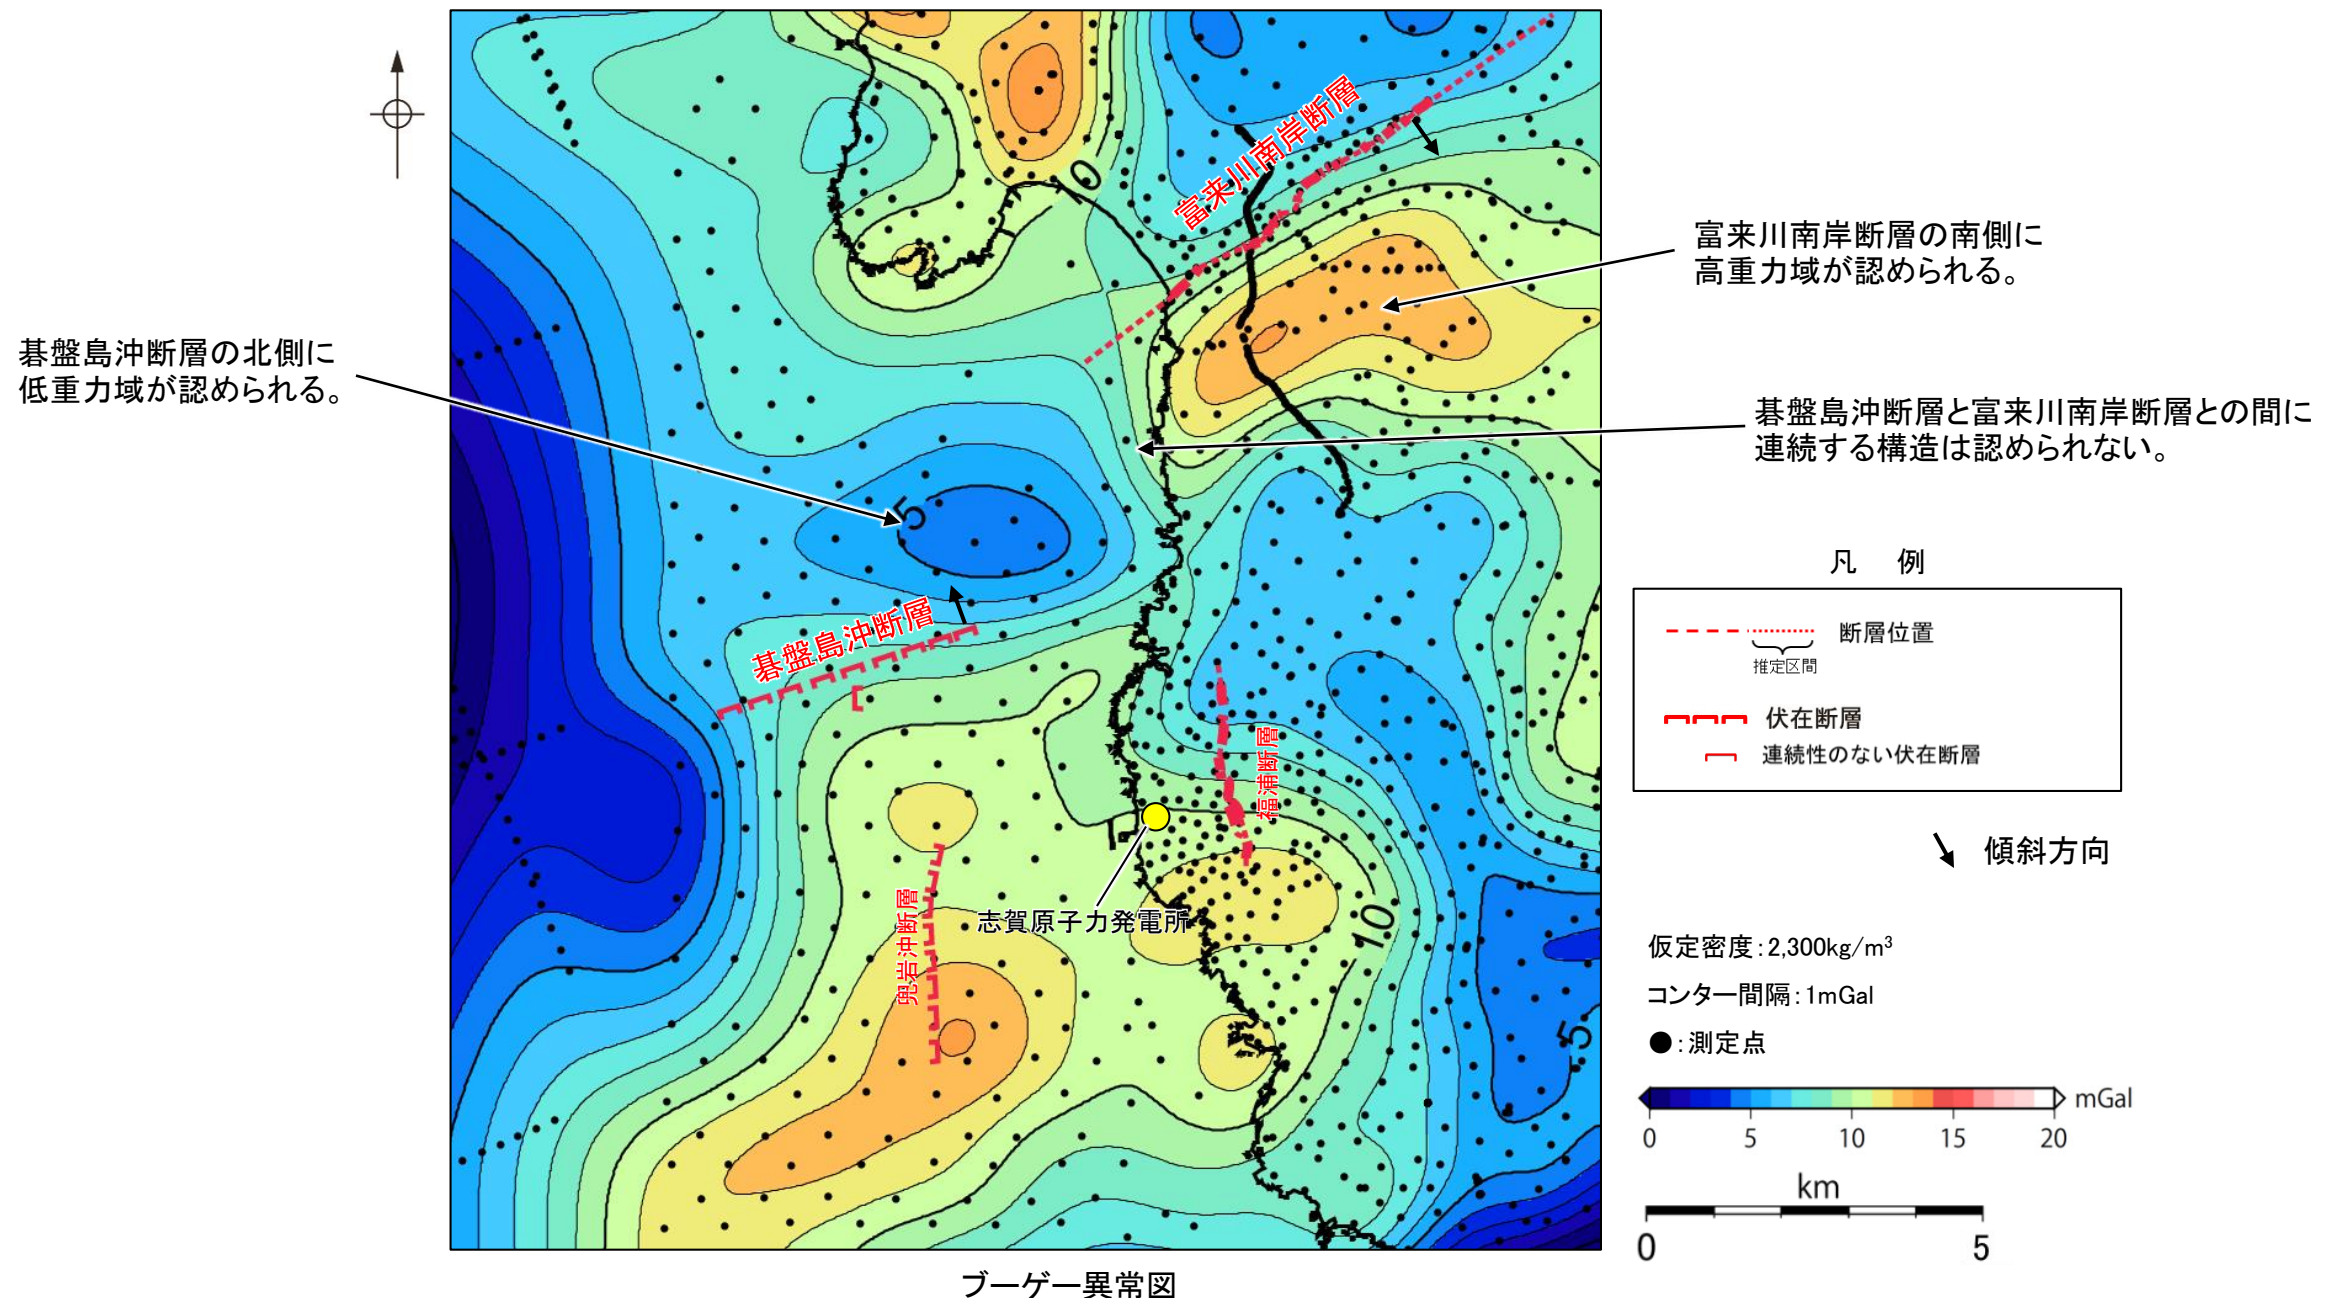 富来川南岸断層
10
富来川南岸断層の南側に
高重力域が認められる。
碁盤島沖断層の北側に
低重力域が認められる。
碁盤島沖断層と富来川南岸断層との間に
連続する構造は認められない。
5
碁盤島沖断層
福浦断層
兜岩沖断層
志賀原子力発電所
10
5
凡 例
断層位置
推定区間
伏在断層
連続性のない伏在断層
傾斜方向
仮定密度：2,300kg/m³
コンター間隔：1mGal
●：測定点
mGal
0 5 10 15 20
km
0 5
ブーゲー異常図